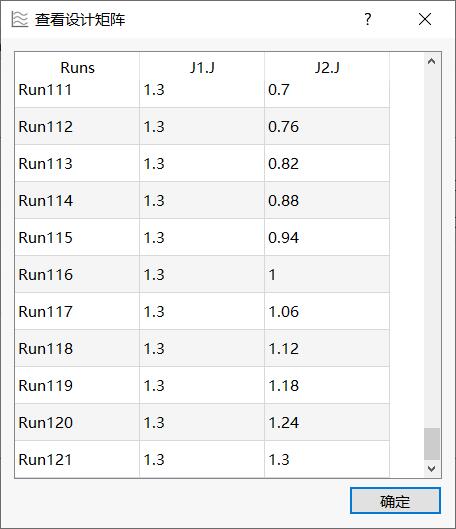 查看设计矩阵
?
Runs J1.J J2.J
Run111 1.3 0.7
Run112 1.3 0.76
Run113 1.3 0.82
Run114 1.3 0.88
Run115 1.3 0.94
Run116 1.3 1
Run117 1.3 1.06
Run118 1.3 1.12
Run119 1.3 1.18
Run120 1.3 1.24
Run121 1.3 1.3
确定